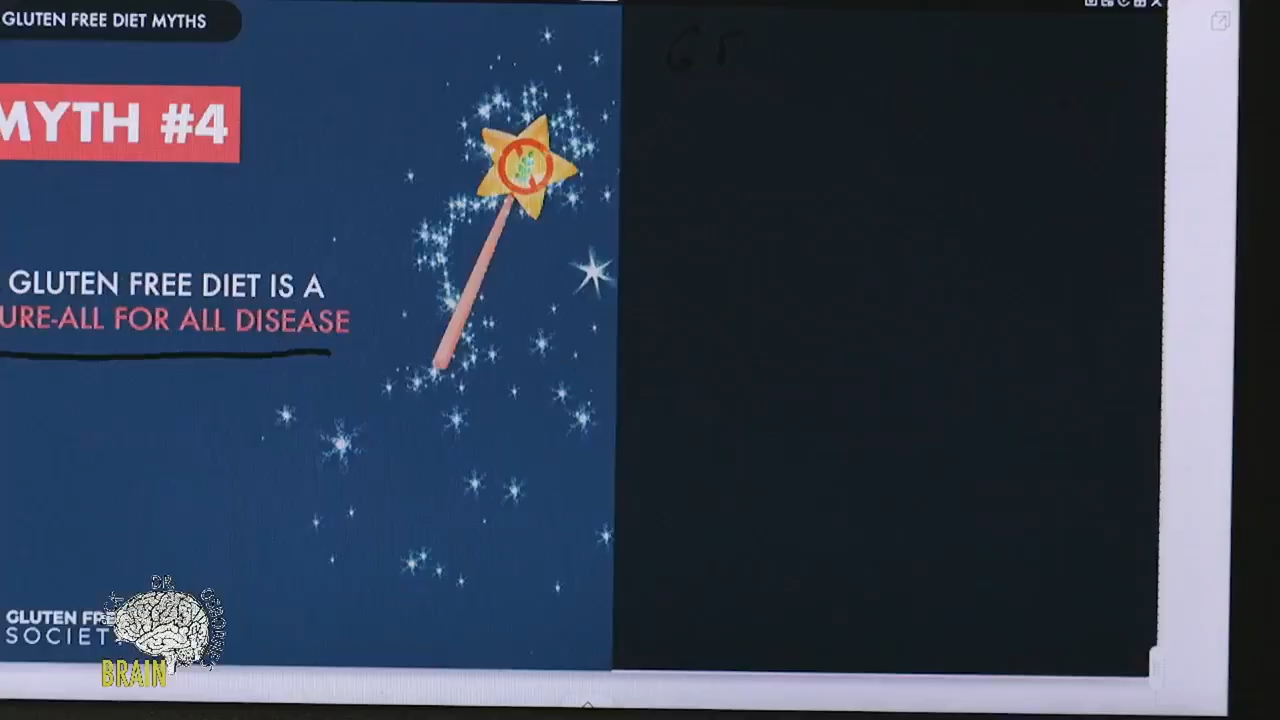 GLUTEN FREE DIET MYTHS
MYTH #4
GLUTEN FREE DIET IS A
URE-ALL FOR ALL DISEASE
GLUTEN FRE
SOCIET
BRAIN